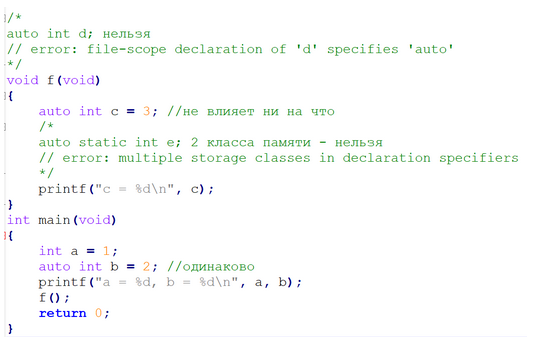 /*
auto int d; нельзя
// error: file-scope declaration of 'd' specifies 'auto'
*/
void f(void)
{
    auto int c = 3; //не влияет ни на что
    /*
    auto static int e; 2 класса памяти - нельзя
    // error: multiple storage classes in declaration specifiers
    */
    printf("c = %d\n", c);
}
int main(void)
{
    int a = 1;
    auto int b = 2; //одинаково
    printf("a = %d, b = %d\n", a, b);
    f();
    return 0;
}